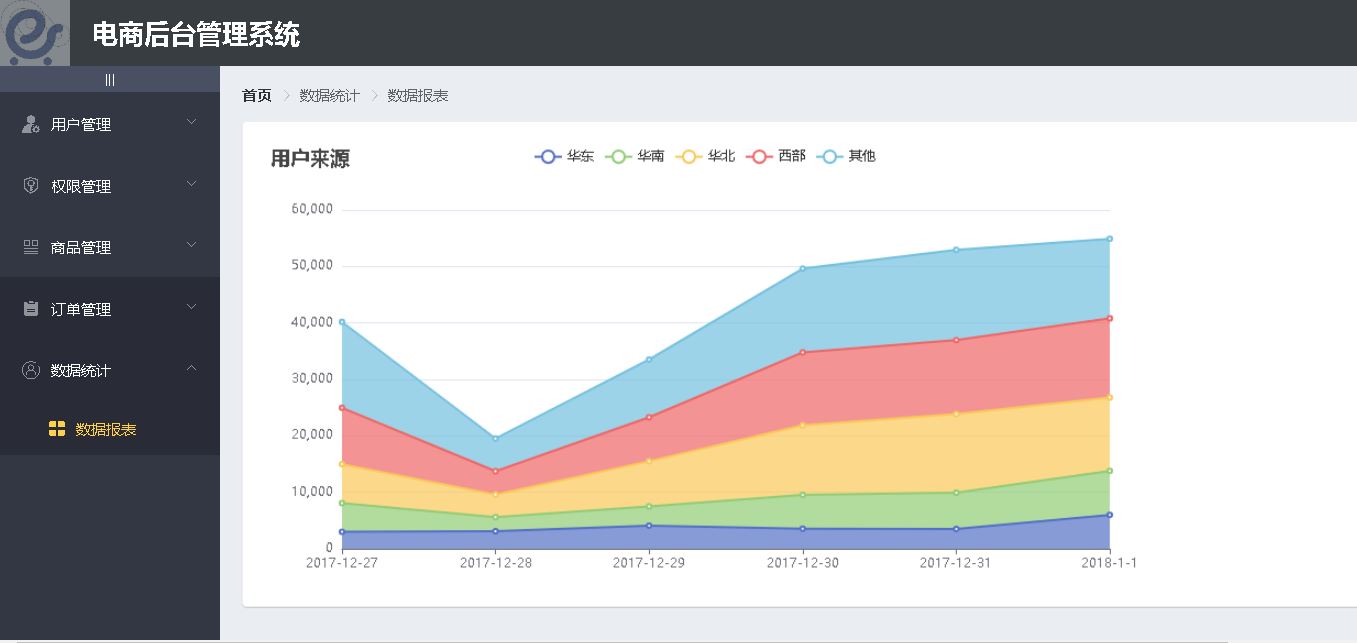 电商后台管理系统
|||
用户管理
权限管理
商品管理
订单管理
数据统计
数据报表
首页 > 数据统计 > 数据报表
用户来源
华东 华南 华北 西部 其他
60,000
50,000
40,000
30,000
20,000
10,000
0
2017-12-27 2017-12-28 2017-12-29 2017-12-30 2017-12-31 2018-1-1